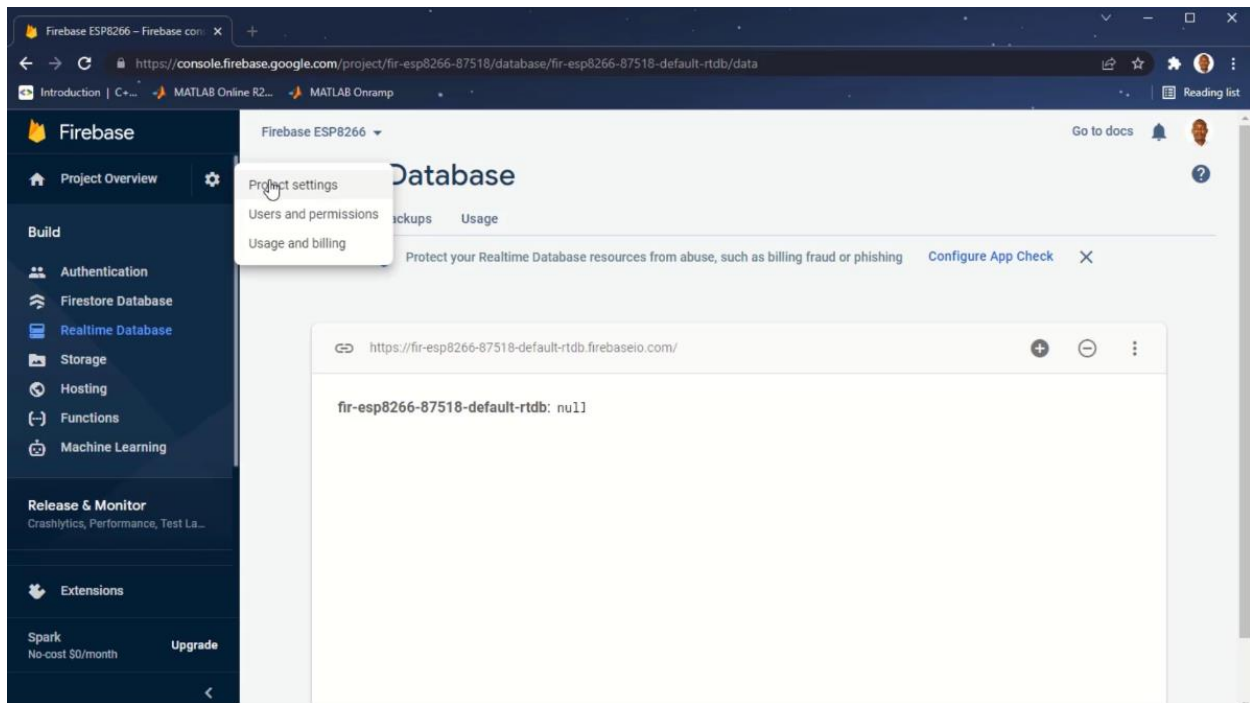 Firebase ESP8266 – Firebase con
https://console.firebase.google.com/project/fir-esp8266-87518/database/fir-esp8266-87518-default-rtdb/data
Introduction | C+... MATLAB Online R2... MATLAB Onramp Reading list
Firebase
Firebase ESP8266
Go to docs
Project Overview
Project settings
Users and permissions
Usage and billing
Database
ackups Usage
Protect your Realtime Database resources from abuse, such as billing fraud or phishing Configure App Check
Build
Authentication
Firestore Database
Realtime Database
Storage
Hosting
Functions
Machine Learning
Release & Monitor
Crashlytics, Performance, Test La...
Extensions
Spark
No-cost $0/month
Upgrade
https://fir-esp8266-87518-default-rtdb.firebaseio.com/
fir-esp8266-87518-default-rtdb: null